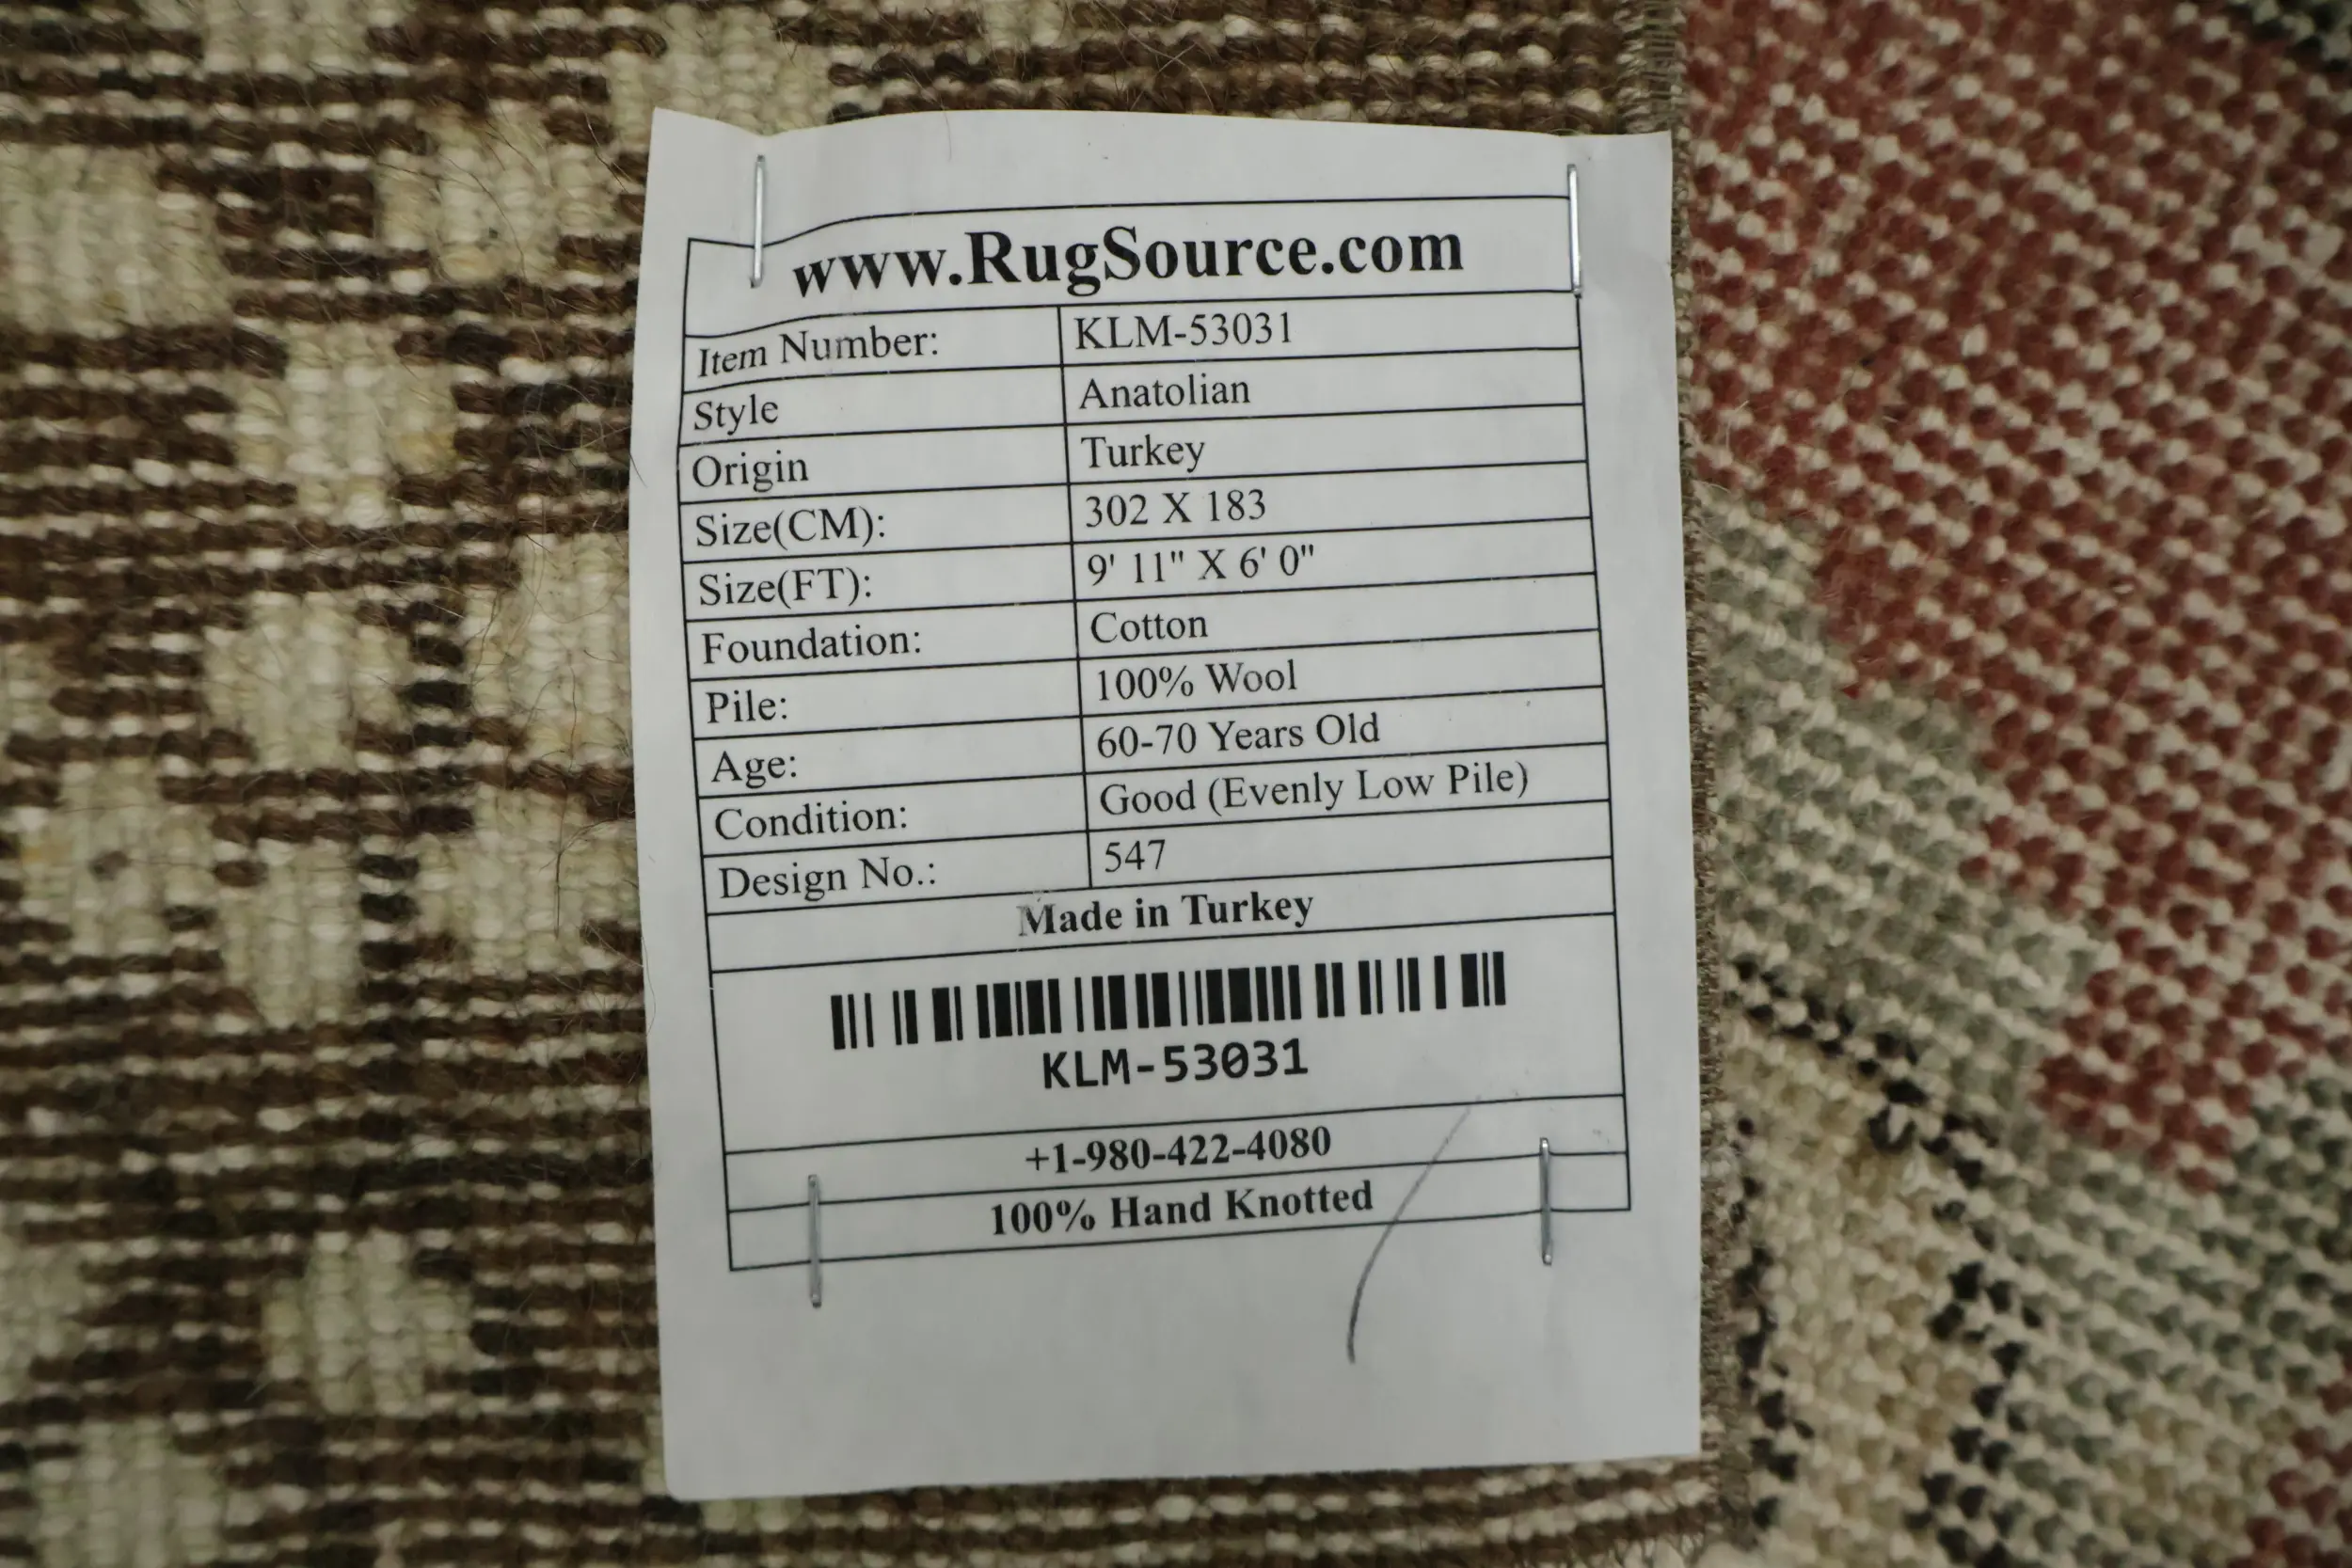 www.RugSource.com
Item Number: KLM-53031
Style Anatolian
Origin Turkey
Size(CM): 302 X 183
Size(FT): 9' 11" X 6' 0"
Foundation: Cotton
Pile: 100% Wool
Age: 60-70 Years Old
Condition: Good (Evenly Low Pile)
Design No.: 547
Made in Turkey
KLM-53031
+1-980-422-4080
100% Hand Knotted